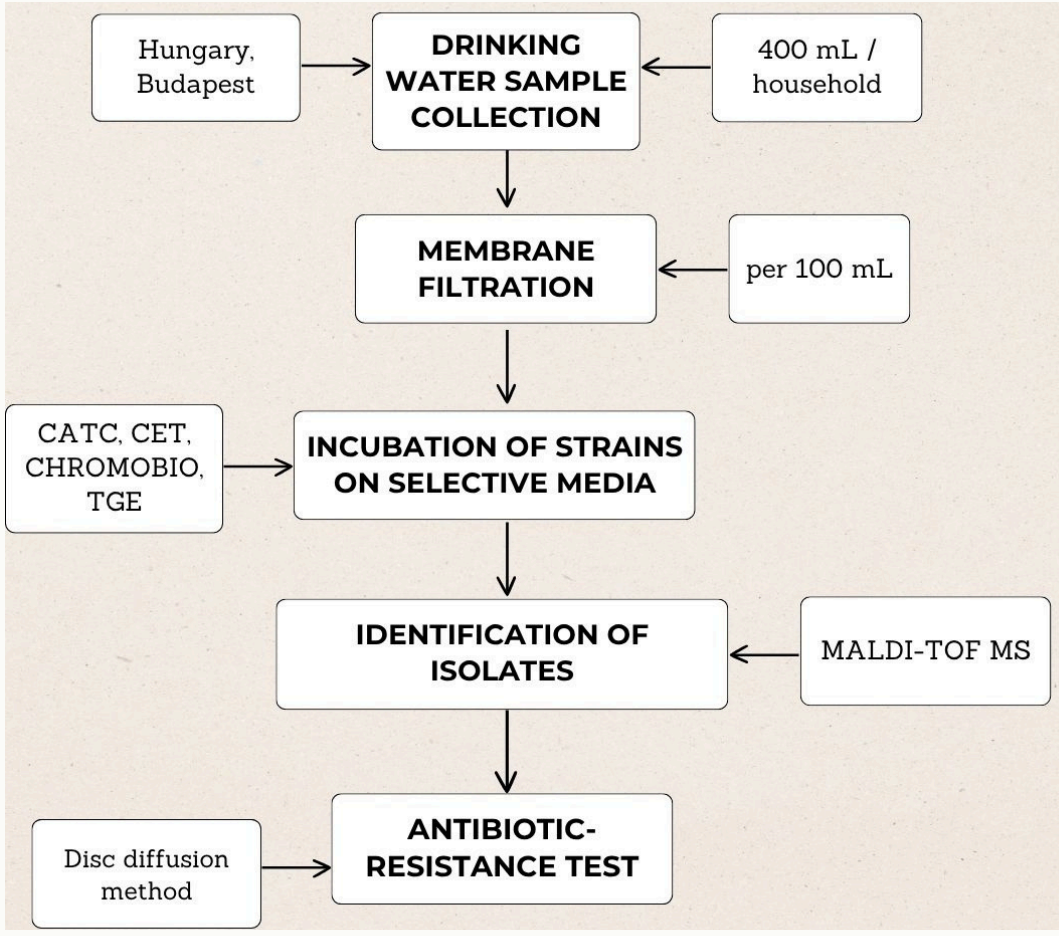 Hungary,
Budapest
DRINKING
WATER SAMPLE
COLLECTION
400 mL /
household
MEMBRANE
FILTRATION
per 100 mL
CATC, CET,
CHROMOBIO,
TGE
INCUBATION OF STRAINS
ON SELECTIVE MEDIA
IDENTIFICATION OF
ISOLATES
MALDI-TOF MS
Disc diffusion
method
ANTIBIOTIC-
RESISTANCE TEST